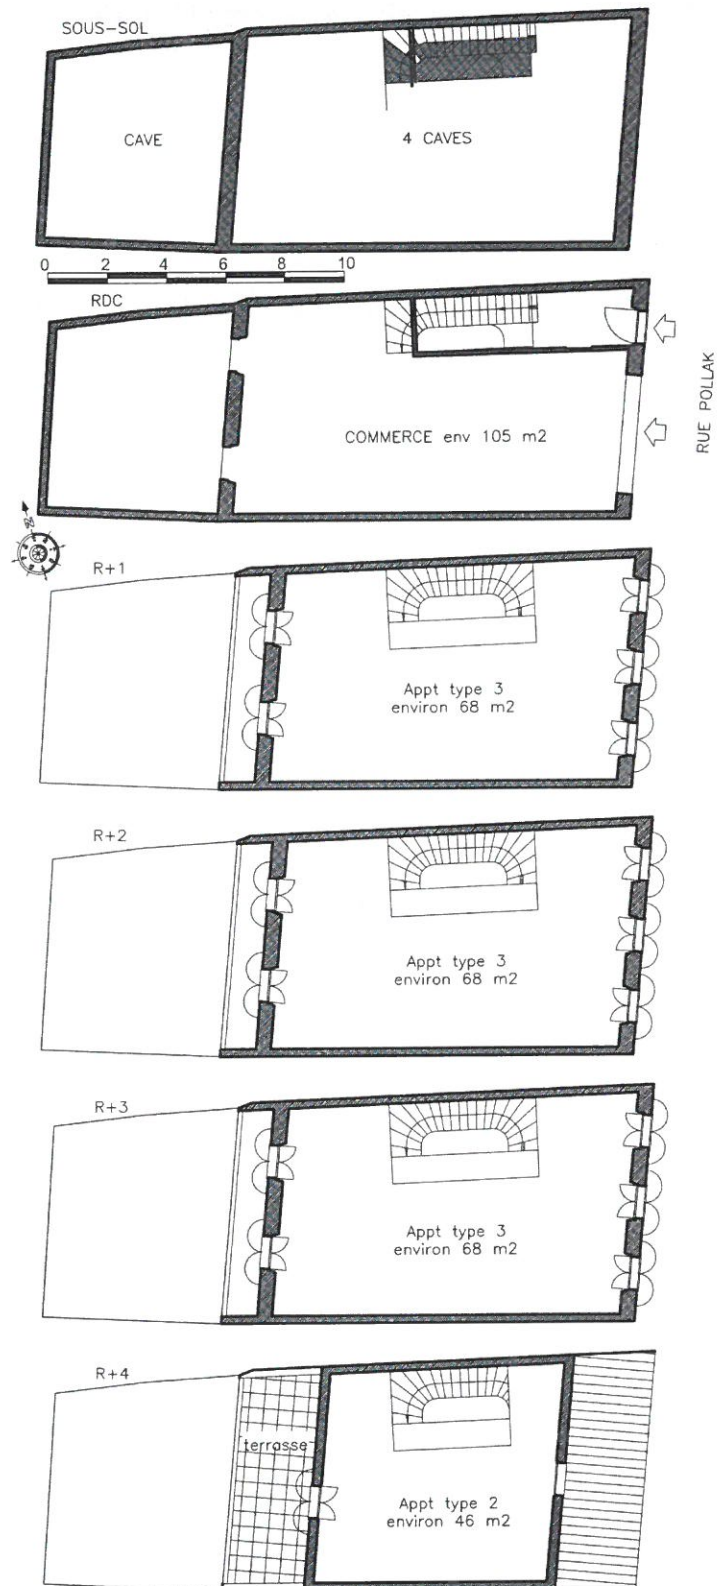 SOUS-SOL
CAVE
4 CAVES
0 2 4 6 8 10
RDC
COMMERCE env 105 m2
RUE POLLAK
R+1
Appt type 3
environ 68 m2
R+2
Appt type 3
environ 68 m2
R+3
Appt type 3
environ 68 m2
R+4
terrasse
Appt type 2
environ 46 m2